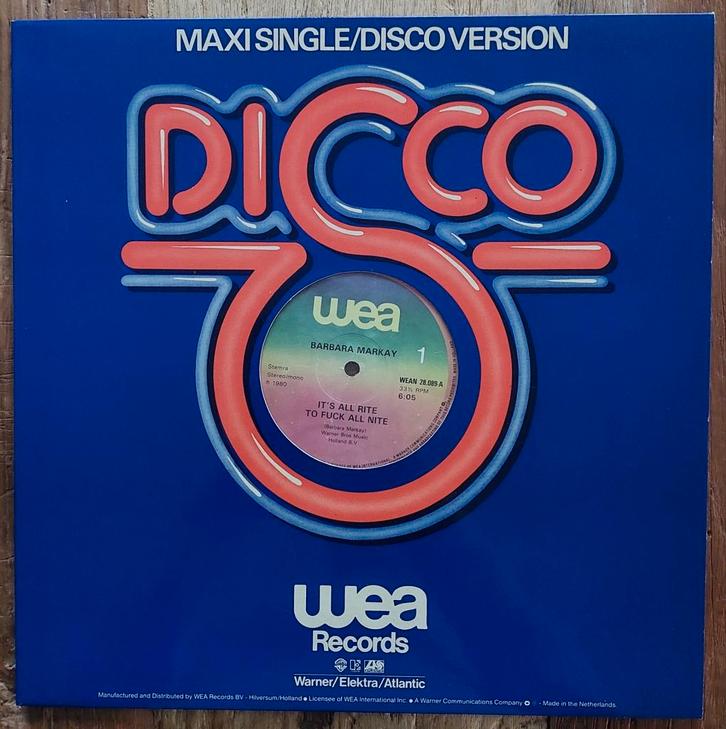 MAXI SINGLE/DISCO VERSION
DISCO
wea
BARBARA MARKAY
1
Stemra
Stereo/mono
℗ 1980
WEAN 28.089 A
33⅓ RPM
6:05
IT'S ALL RITE
TO FUCK ALL NITE
(Barbara Markay)
Warner Bros Music
Holland B.V
wea
Records
Warner/Elektra/Atlantic
Manufactured and Distributed by WEA Records BV - Hilversum/Holland ● Licensee of WEA International Inc. ● A Warner Communications Company - Made in the Netherlands.